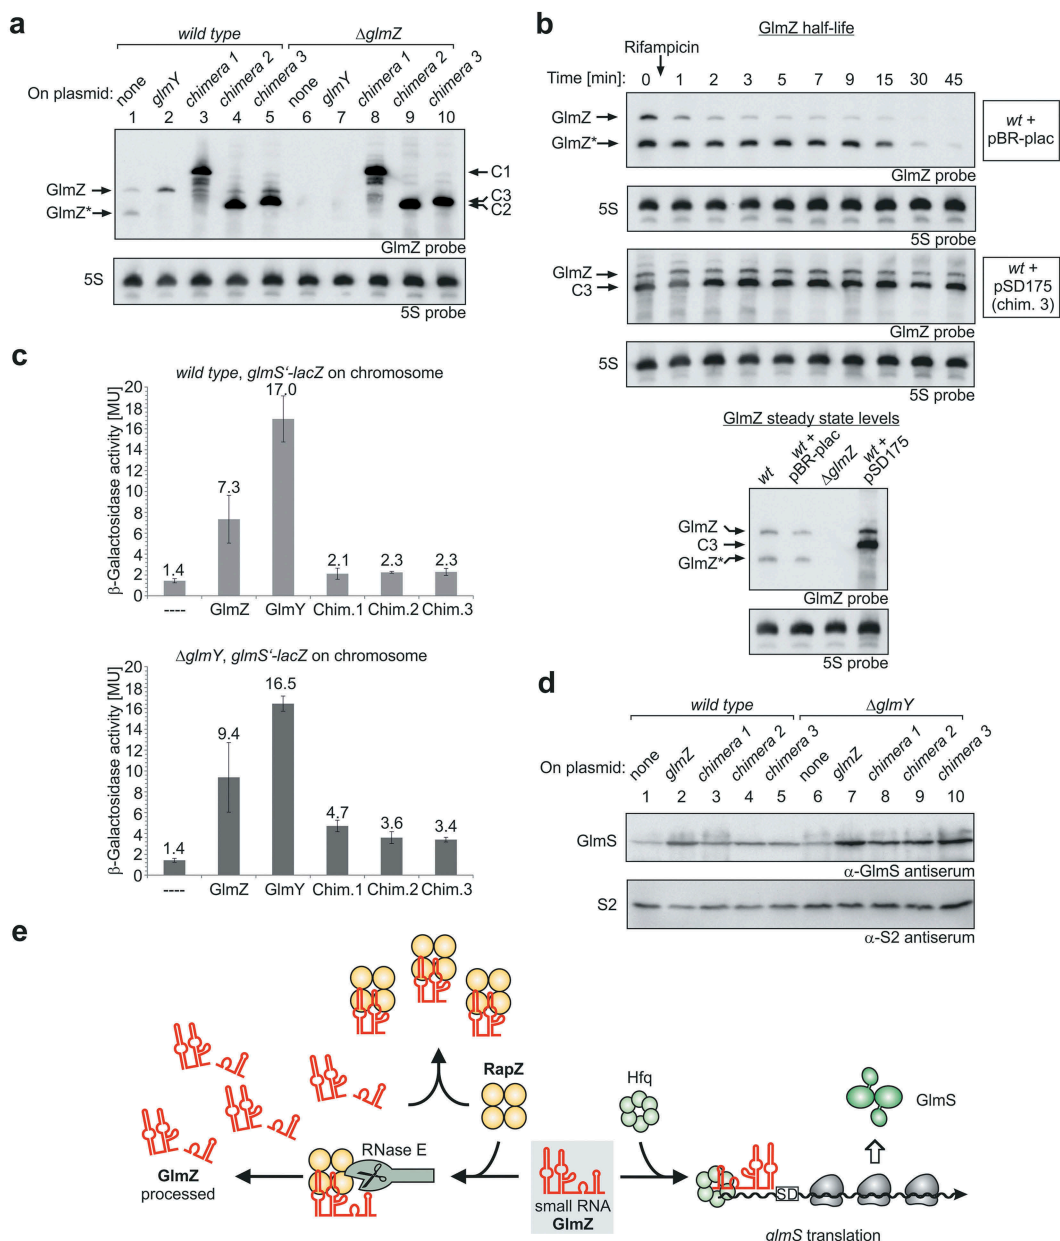 a
wild type
ΔglmZ
On plasmid:
none
glmY
chimera 1
chimera 2
chimera 3
none
glmY
chimera 1
chimera 2
chimera 3
1 2 3 4 5 6 7 8 9 10
GlmZ
GlmZ*
C1
C3
C2
GlmZ probe
5S
5S probe
b
GlmZ half-life
Rifampicin
Time [min]: 0 1 2 3 5 7 9 15 30 45
GlmZ
GlmZ*
GlmZ probe
wt +
pBR-plac
5S
5S probe
GlmZ
C3
GlmZ probe
wt +
pSD175
(chim. 3)
5S
5S probe
GlmZ steady state levels
wt
wt +
pBR-plac
ΔglmZ
wt +
pSD175
GlmZ
C3
GlmZ*
GlmZ probe
5S probe
c
wild type, glmS‘-lacZ on chromosome
β-Galactosidase activity [MU]
20
18
16
14
12
10
8
6
4
2
0
1.4
7.3
17.0
2.1
2.3
2.3
---- GlmZ GlmY Chim.1 Chim.2 Chim.3
ΔglmY, glmS‘-lacZ on chromosome
β-Galactosidase activity [MU]
20
18
16
14
12
10
8
6
4
2
0
1.4
9.4
16.5
4.7
3.6
3.4
---- GlmZ GlmY Chim.1 Chim.2 Chim.3
d
wild type
ΔglmY
On plasmid:
none
glmZ
chimera 1
chimera 2
chimera 3
none
glmZ
chimera 1
chimera 2
chimera 3
1 2 3 4 5 6 7 8 9 10
GlmS
α-GlmS antiserum
S2
α-S2 antiserum
e
RapZ
Hfq
GlmS
RNase E
GlmZ
processed
small RNA
GlmZ
SD
glmS translation